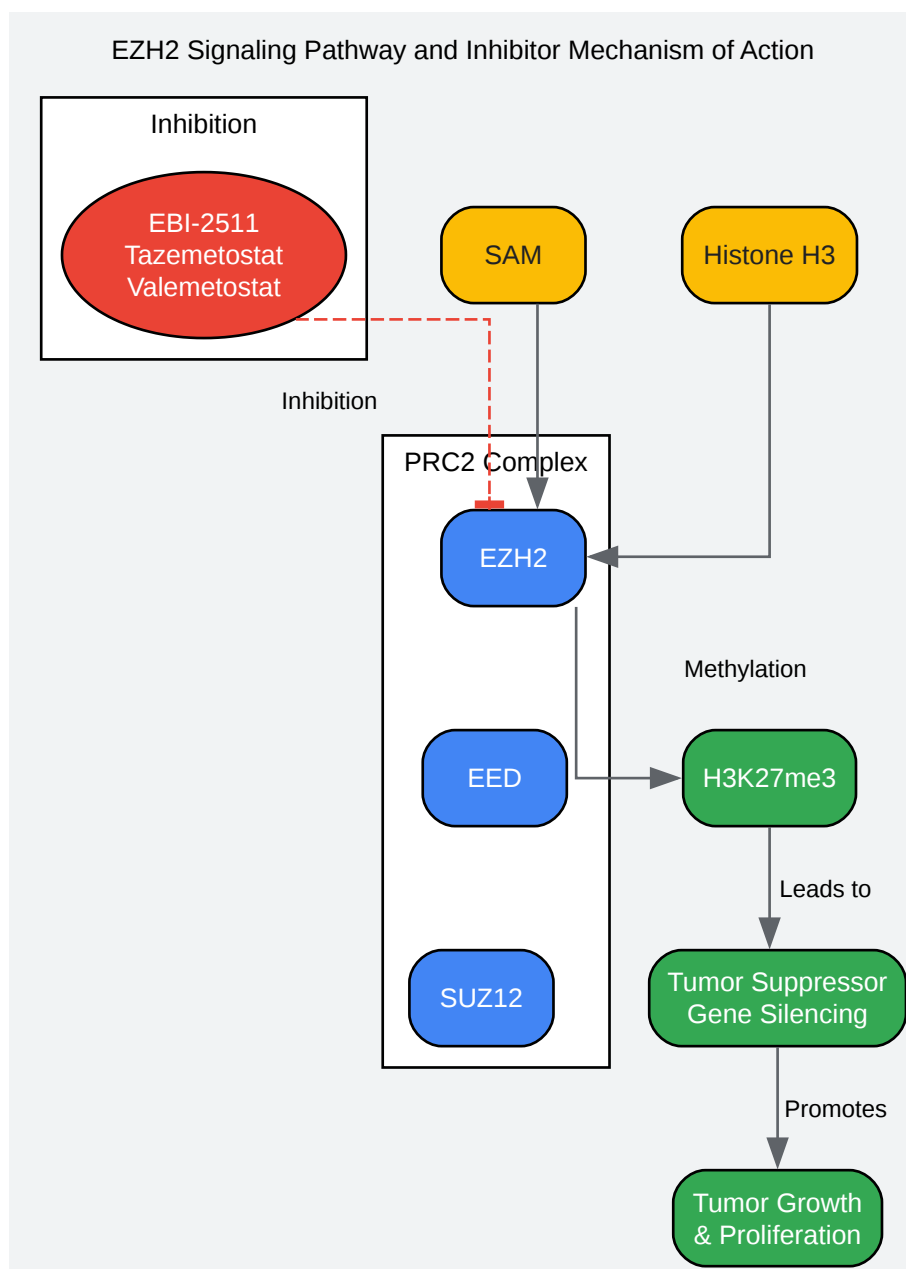 EZH2 Signaling Pathway and Inhibitor Mechanism of Action
Inhibition
EBI-2511
Tazemetostat
Valemetostat
SAM
Histone H3
Inhibition
PRC2 Complex
EZH2
Methylation
EED
H3K27me3
Leads to
SUZ12
Tumor Suppressor
Gene Silencing
Promotes
Tumor Growth
& Proliferation